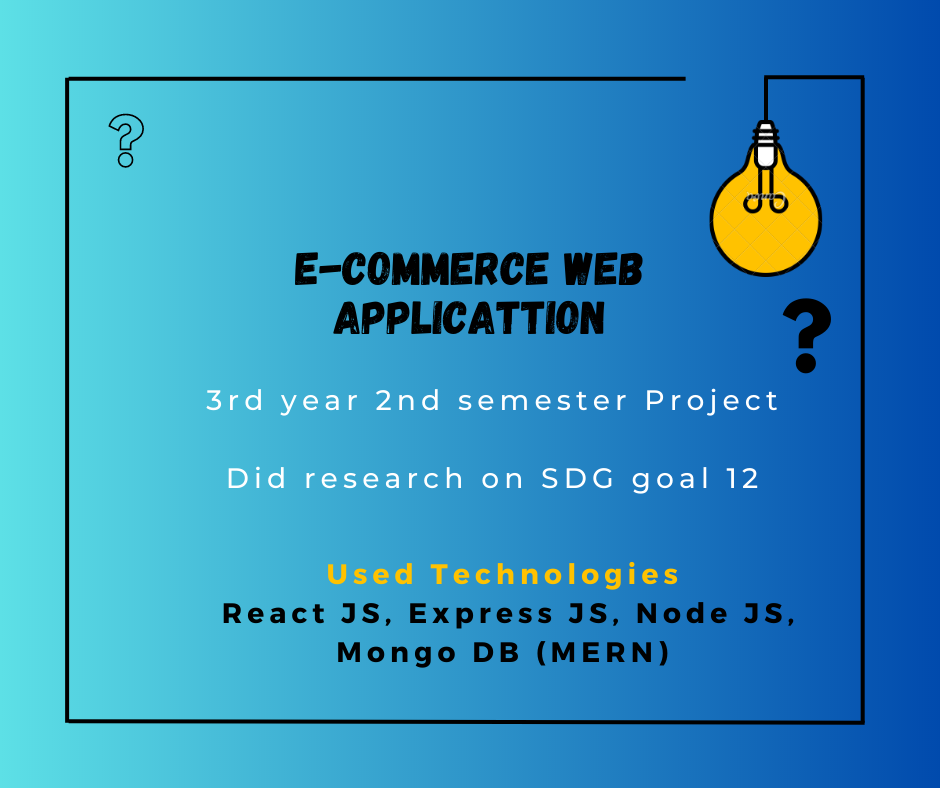 ?
E-COMMERCE WEB
APPLICATTION
?
3rd year 2nd semester Project
Did research on SDG goal 12
Used Technologies
React JS, Express JS, Node JS,
Mongo DB (MERN)